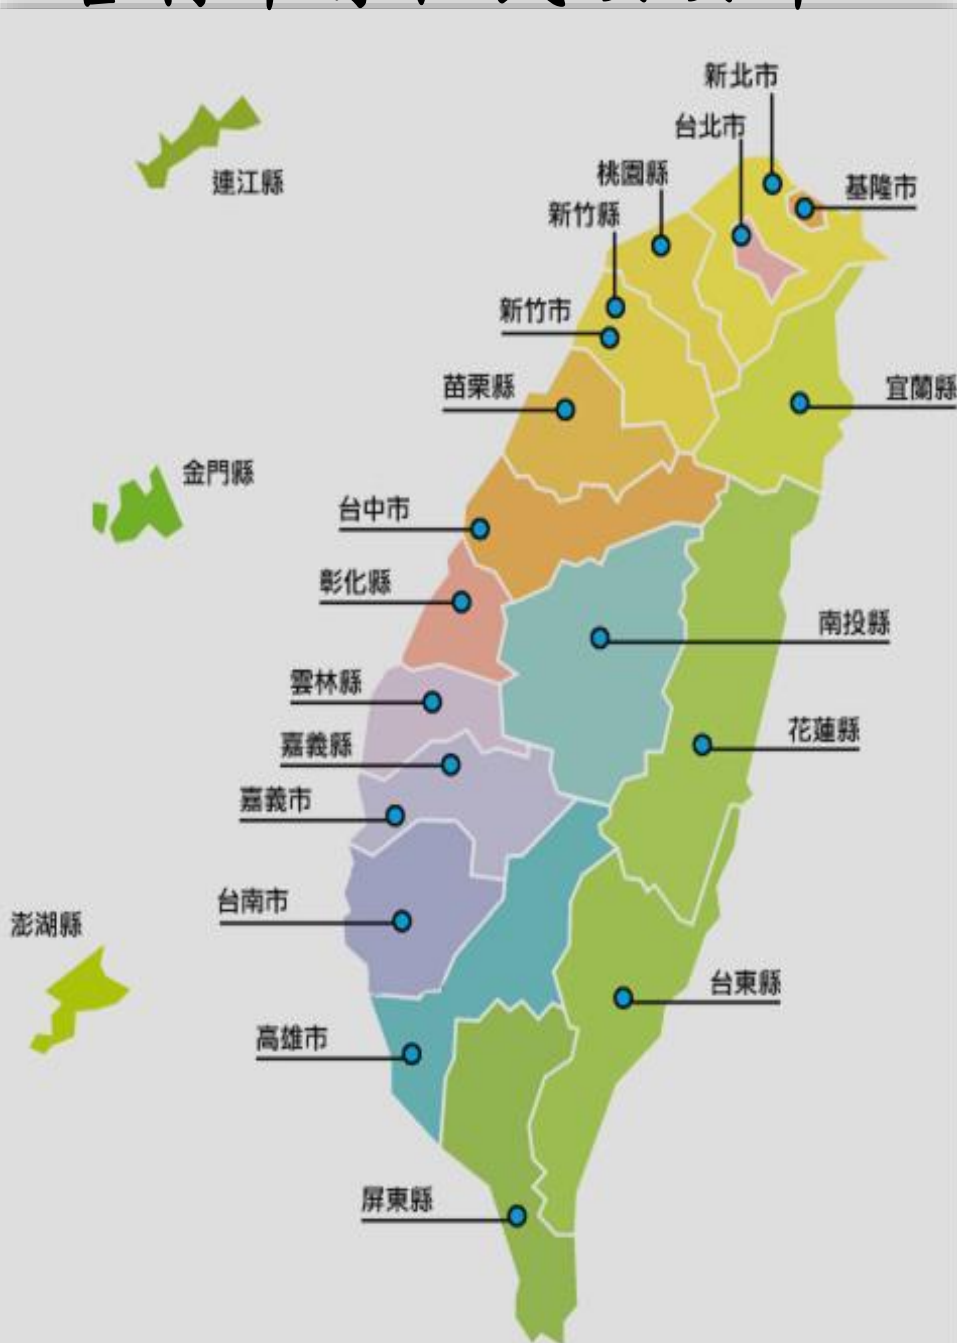 新北市
台北市
桃園縣
基隆市
新竹縣
連江縣
新竹市
苗栗縣
宜蘭縣
金門縣
台中市
彰化縣
南投縣
雲林縣
花蓮縣
嘉義縣
嘉義市
台南市
澎湖縣
台東縣
高雄市
屏東縣